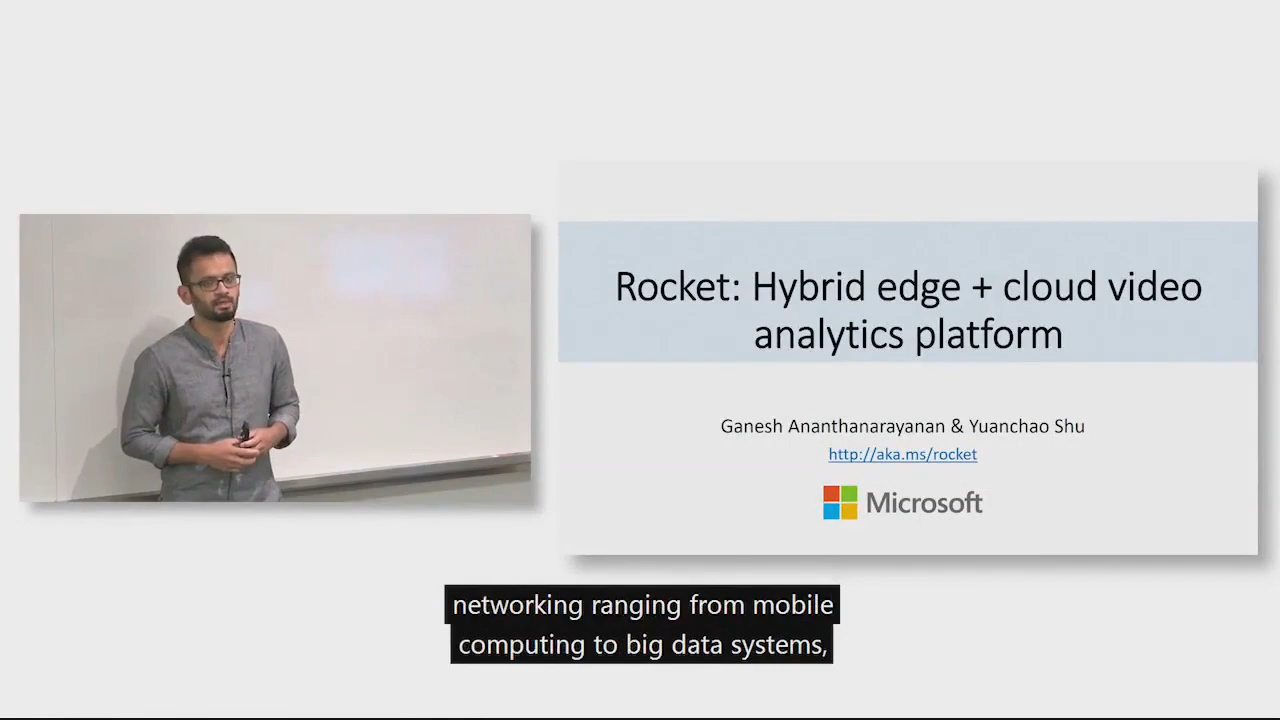 Rocket: Hybrid edge + cloud video
analytics platform
Ganesh Ananthanarayanan & Yuanchao Shu
http://aka.ms/rocket
Microsoft
networking ranging from mobile
computing to big data systems,